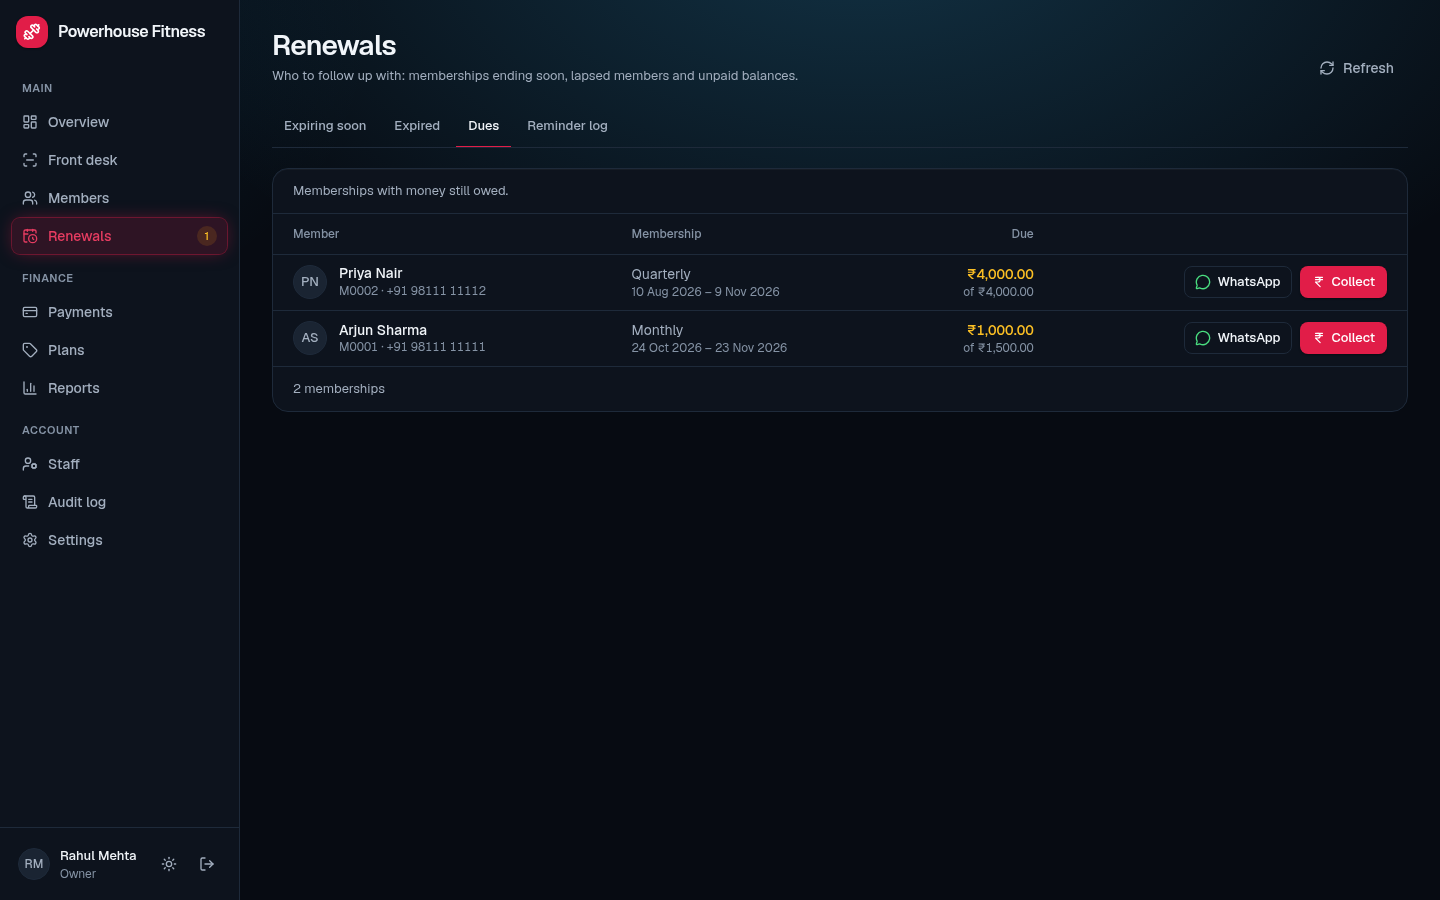 Powerhouse Fitness
MAIN
Overview
Front desk
Members
Renewals 1
FINANCE
Payments
Plans
Reports
ACCOUNT
Staff
Audit log
Settings
RM Rahul Mehta
Owner
Renewals
Who to follow up with: memberships ending soon, lapsed members and unpaid balances.
Refresh
Expiring soon Expired Dues Reminder log
Memberships with money still owed.
Member Membership Due
PN Priya Nair Quarterly ₹4,000.00 WhatsApp ₹ Collect
M0002 · +91 98111 11112 10 Aug 2026 – 9 Nov 2026 of ₹4,000.00
AS Arjun Sharma Monthly ₹1,000.00 WhatsApp ₹ Collect
M0001 · +91 98111 11111 24 Oct 2026 – 23 Nov 2026 of ₹1,500.00
2 memberships